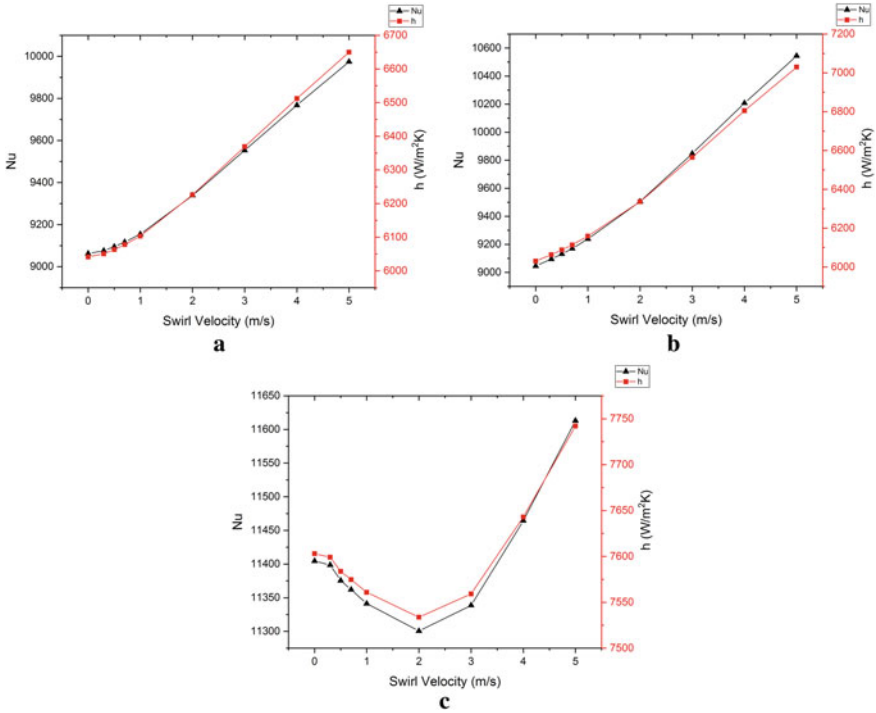 Nu
h
10000
9800
9600
9400
9200
9000
Nu
6700
6600
6500
6400
6300
6200
6100
6000
h (W/m²K)
0 1 2 3 4 5
Swirl Velocity (m/s)
a
Nu
h
10600
10400
10200
10000
9800
9600
9400
9200
9000
Nu
7200
7000
6800
6600
6400
6200
6000
h (W/m²K)
0 1 2 3 4 5
Swirl Velocity (m/s)
b
Nu
h
11650
11600
11550
11500
11450
11400
11350
11300
Nu
7750
7700
7650
7600
7550
7500
h (W/m²K)
0 1 2 3 4 5
Swirl Velocity (m/s)
c